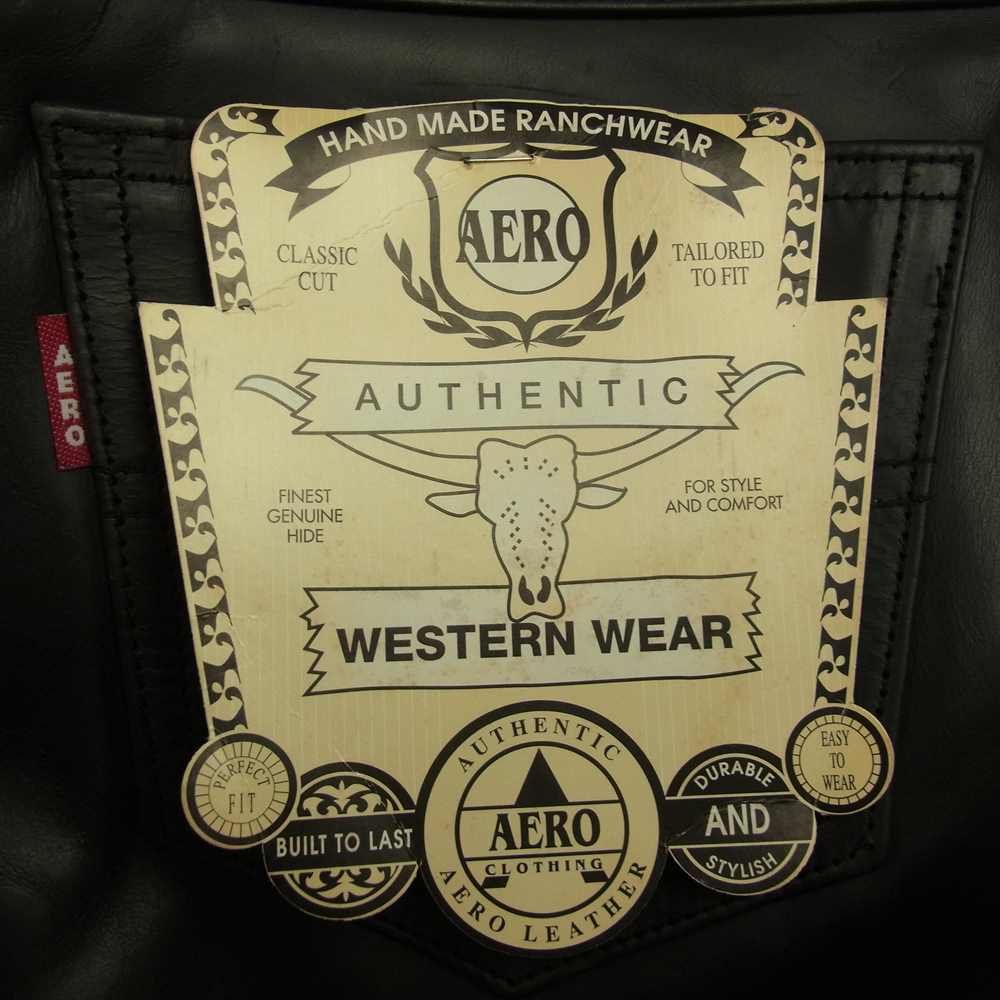 HAND MADE RANCHWEAR
AERO
CLASSIC
CUT
TAILORED
TO FIT
AERO
AUTHENTIC
FINEST
GENUINE
HIDE
FOR STYLE
AND COMFORT
WESTERN WEAR
PERFECT
FIT
BUILT TO LAST
AUTHENTIC
AERO
CLOTHING
AERO LEATHER
DURABLE
AND
STYLISH
EASY
TO
WEAR